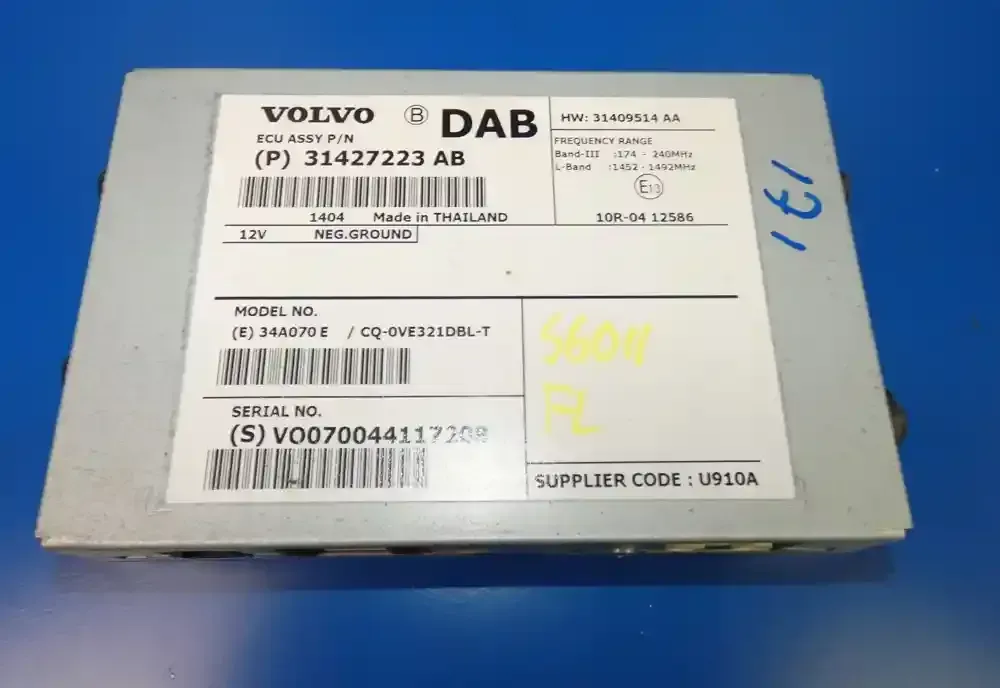 VOLVO Ⓑ DAB
ECU ASSY P/N
(P) 31427223 AB
1404 Made in THAILAND
12V NEG.GROUND
HW: 31409514 AA
FREQUENCY RANGE
Band-III :174 - 240MHz
L-Band :1452 - 1492MHz
E13
10R-04 12586
MODEL NO.
(E) 34A070 E / CQ-0VE321DBL-T
SERIAL NO.
(S) VO070044117208
S60II
FL
SUPPLIER CODE : U910A